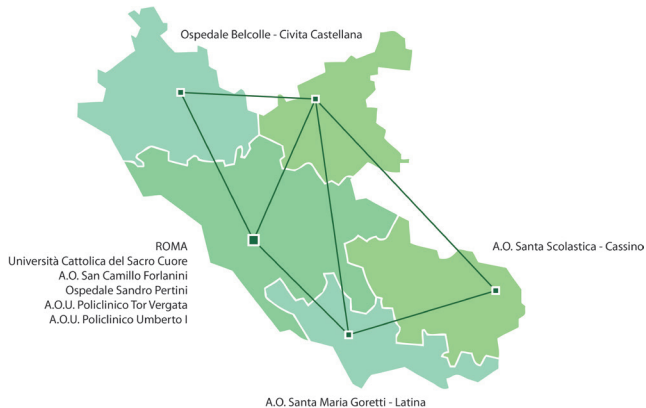 Ospedale Belcolle - Civita Castellana
ROMA
Università Cattolica del Sacro Cuore
A.O. San Camillo Forlanini
Ospedale Sandro Pertini
A.O.U. Policlinico Tor Vergata
A.O.U. Policlinico Umberto I
A.O. Santa Scolastica - Cassino
A.O. Santa Maria Goretti - Latina